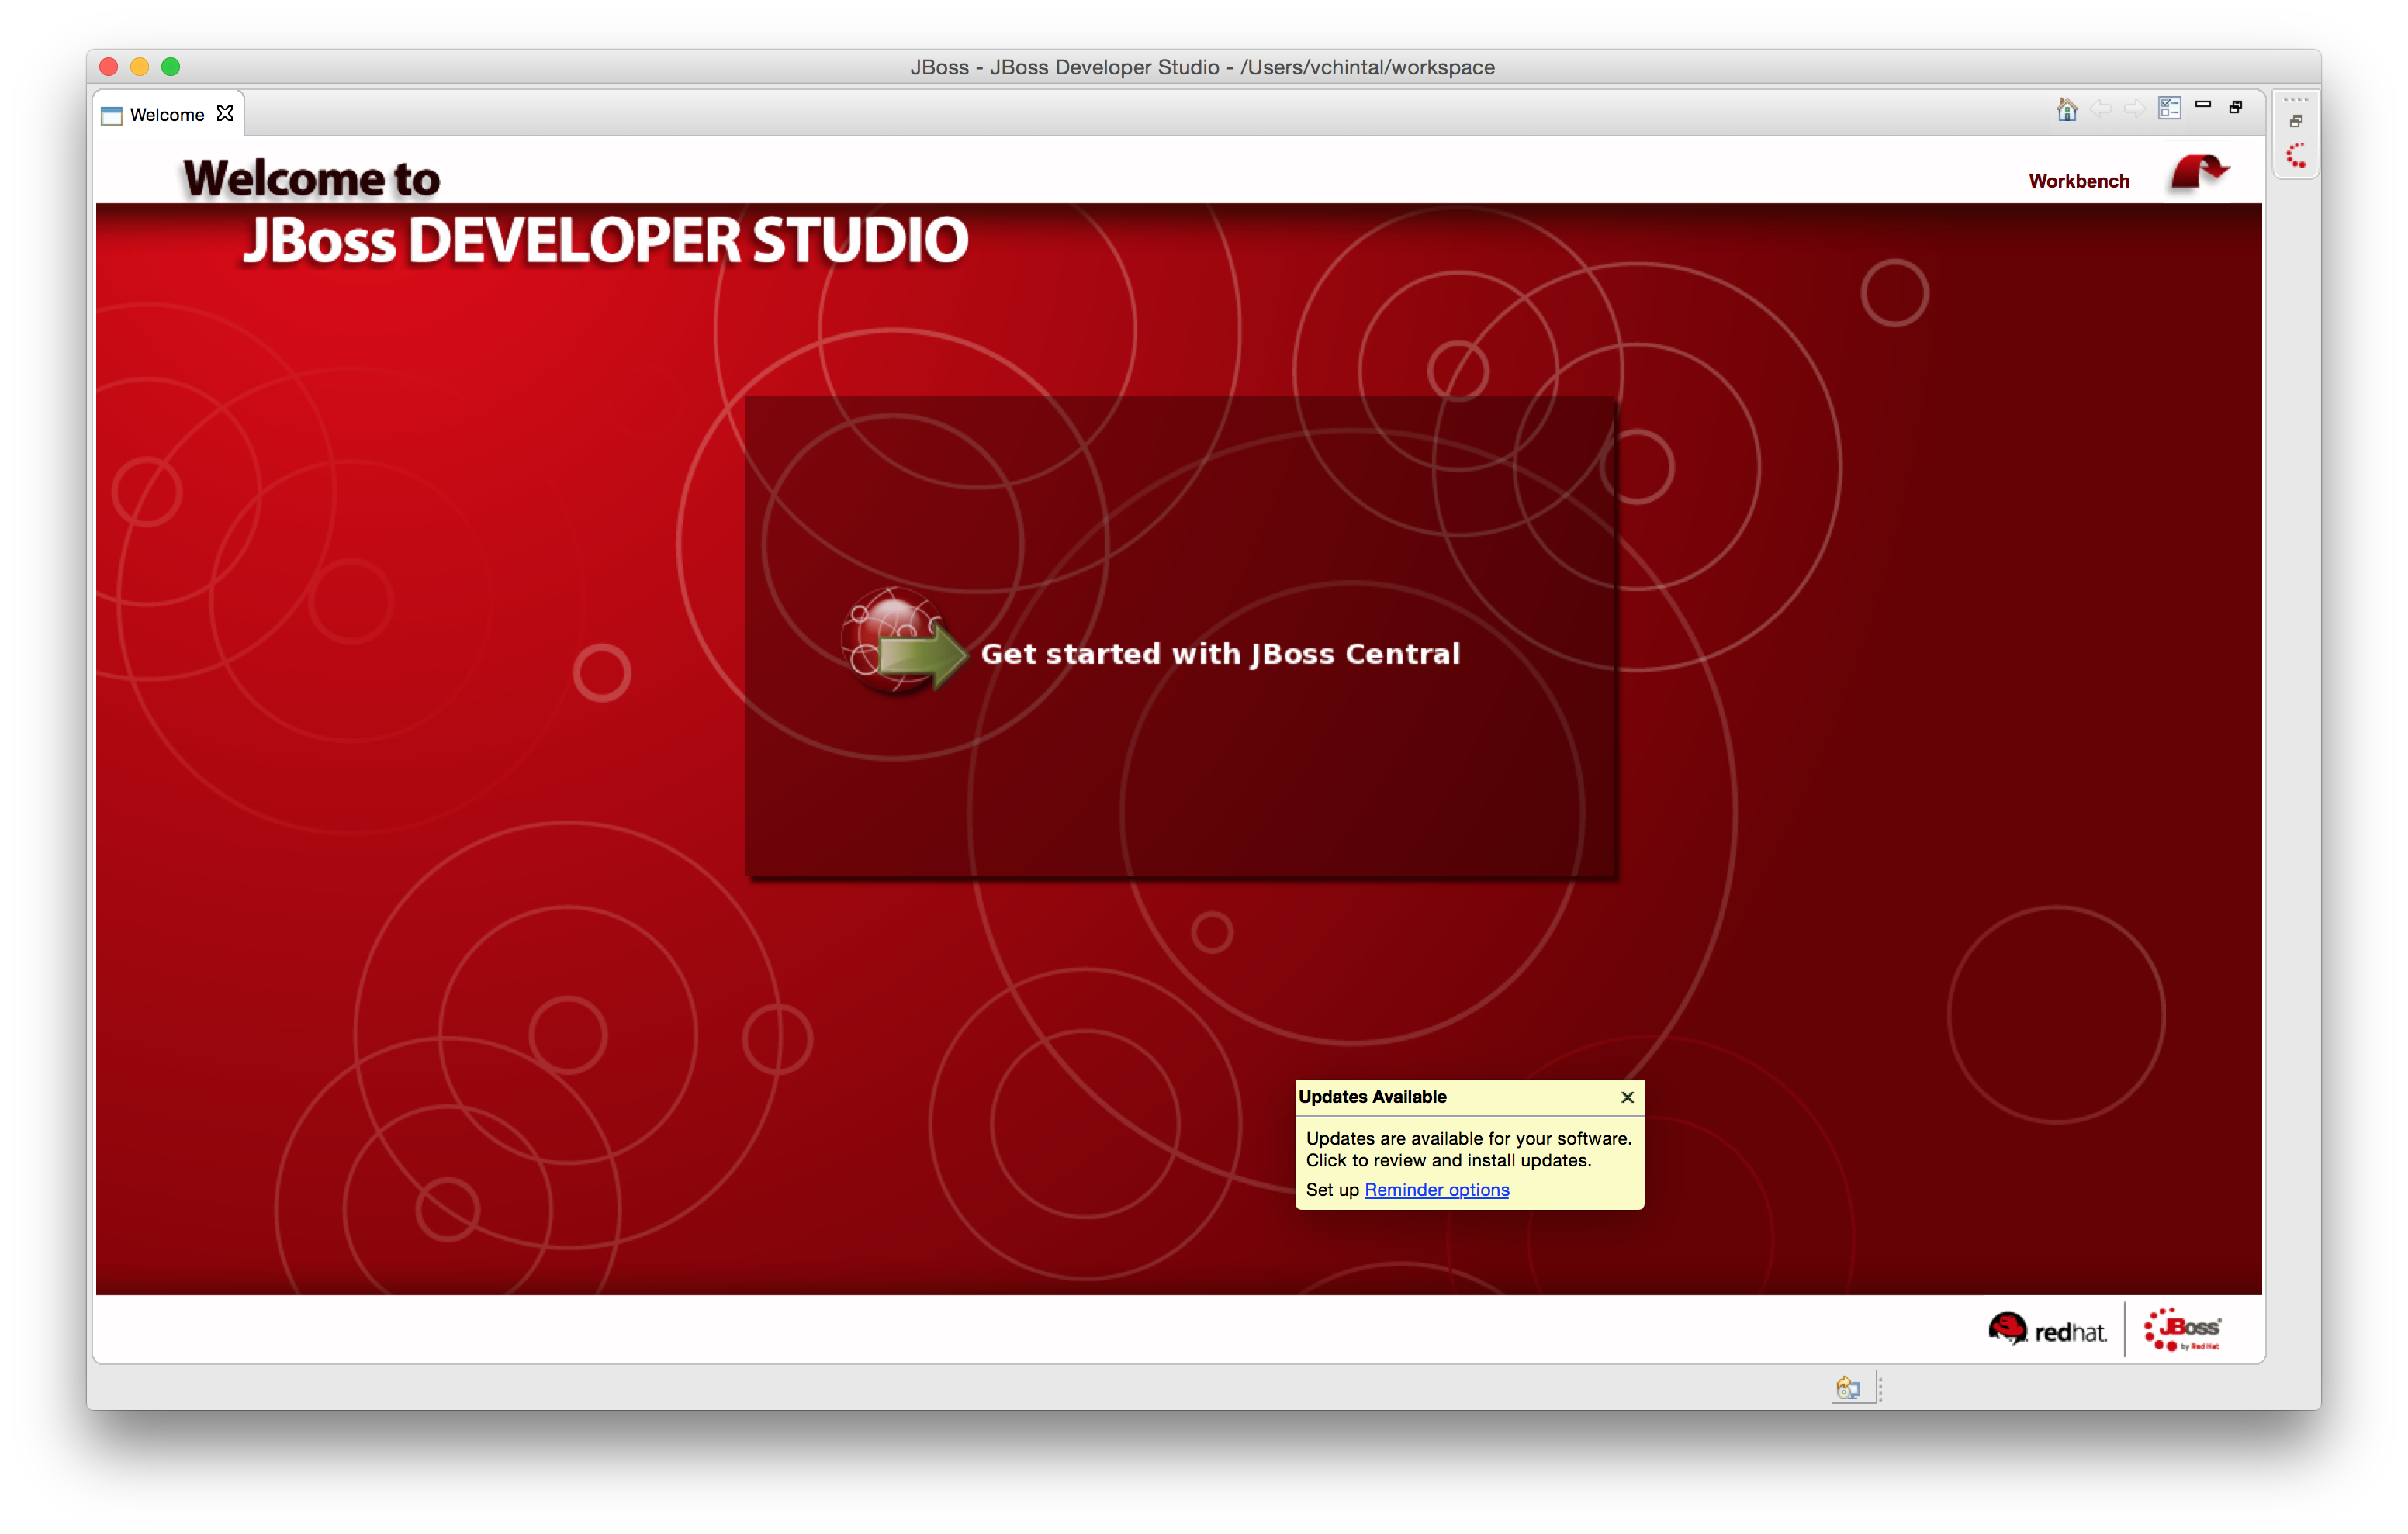 JBoss - JBoss Developer Studio - /Users/vchintal/workspace
Welcome
Welcome to
Workbench
JBoss DEVELOPER STUDIO
Get started with JBoss Central
Updates Available
Updates are available for your software.
Click to review and install updates.
Set up Reminder options
redhat.
JBoss
by Red Hat